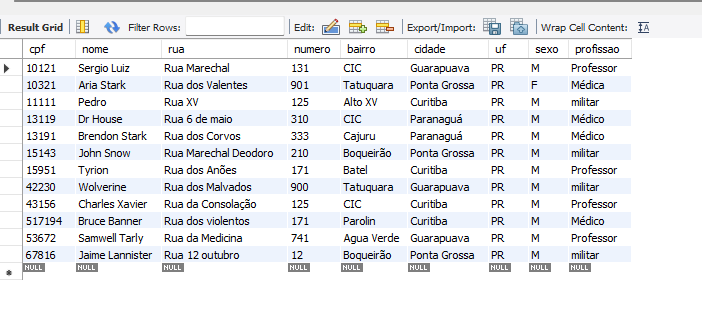 Result Grid Filter Rows: Edit: Export/Import: Wrap Cell Content: IA
cpf nome rua numero bairro cidade uf sexo profissao
10121 Sergio Luiz Rua Marechal 131 CIC Guarapuava PR M Professor
10321 Aria Stark Rua dos Valentes 901 Tatuquara Ponta Grossa PR F Médica
11111 Pedro Rua XV 125 Alto XV Curitiba PR M militar
13119 Dr House Rua 6 de maio 310 CIC Paranaguá PR M Médico
13191 Brendon Stark Rua dos Corvos 333 Cajuru Paranaguá PR M Médico
15143 John Snow Rua Marechal Deodoro 210 Boqueirão Ponta Grossa PR M militar
15951 Tyrion Rua dos Anões 171 Batel Curitiba PR M Professor
42230 Wolverine Rua dos Malvados 900 Tatuquara Guarapuava PR M militar
43156 Charles Xavier Rua da Consolação 125 CIC Curitiba PR M Professor
517194 Bruce Banner Rua dos violentos 171 Parolin Curitiba PR M Médico
53672 Samwell Tarly Rua da Medicina 741 Agua Verde Guarapuava PR M Professor
67816 Jaime Lannister Rua 12 outubro 12 Boqueirão Ponta Grossa PR M militar
NULL NULL NULL NULL NULL NULL NULL NULL NULL